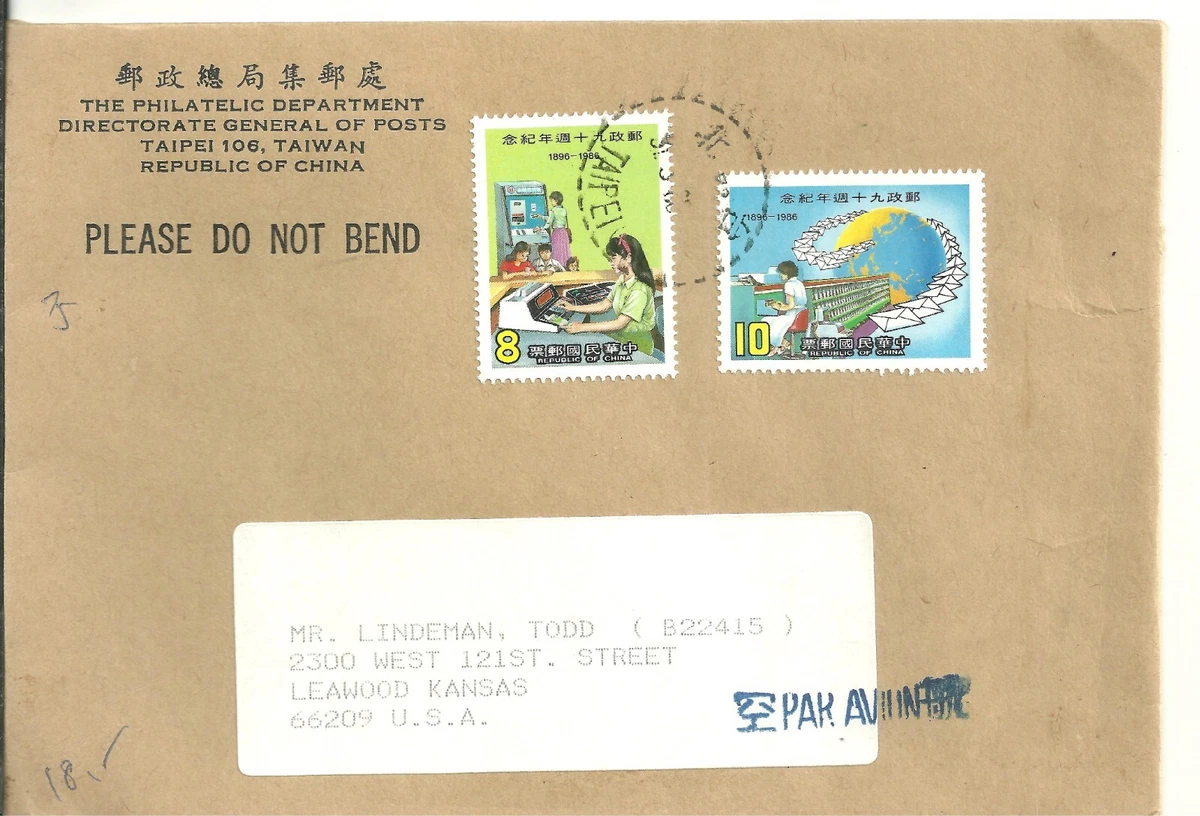 郵政總局集郵處
THE PHILATELIC DEPARTMENT
DIRECTORATE GENERAL OF POSTS
TAIPEI 106, TAIWAN
REPUBLIC OF CHINA
PLEASE DO NOT BEND
念紀年週十九政郵
1896-1986
TAIPEI
8
票郵國民華中
REPUBLIC OF CHINA
念紀年週十九政郵
1896-1986
10
票郵國民華中
REPUBLIC OF CHINA
MR. LINDEMAN, TODD ( B22415 )
2300 WEST 121ST. STREET
LEAWOOD KANSAS
66209 U.S.A.
空 PAR AVION
18.